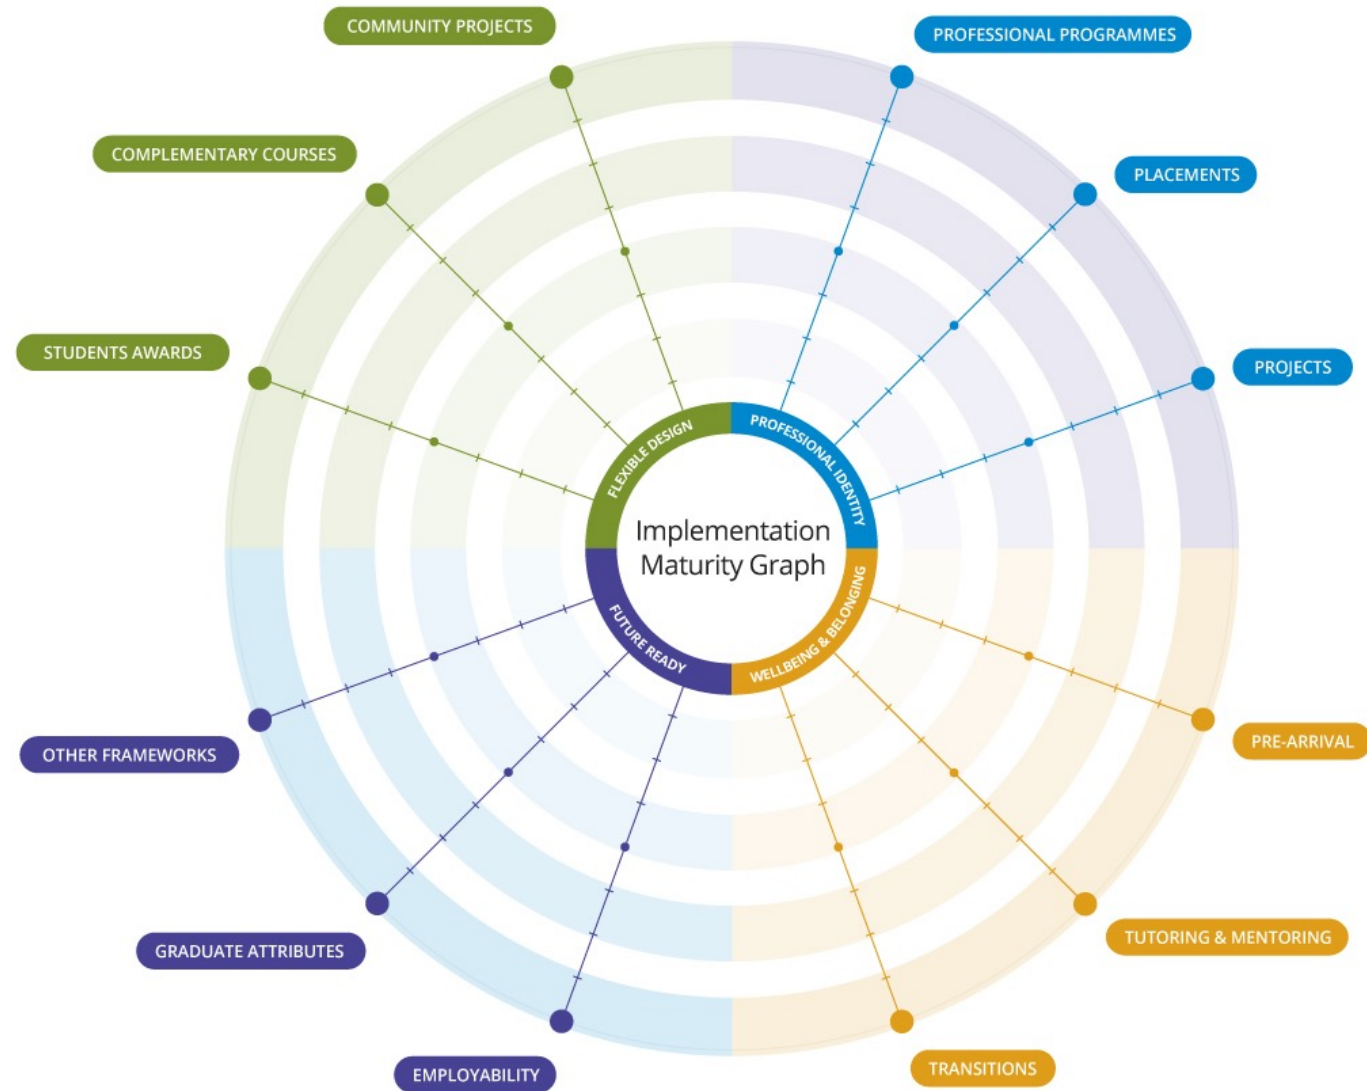 COMMUNITY PROJECTS
PROFESSIONAL PROGRAMMES
COMPLEMENTARY COURSES
PLACEMENTS
STUDENTS AWARDS
PROJECTS
FLEXIBLE DESIGN
PROFESSIONAL IDENTITY
Implementation
Maturity Graph
FUTURE READY
WELLBEING & BELONGING
OTHER FRAMEWORKS
PRE-ARRIVAL
GRADUATE ATTRIBUTES
TUTORING & MENTORING
EMPLOYABILITY
TRANSITIONS